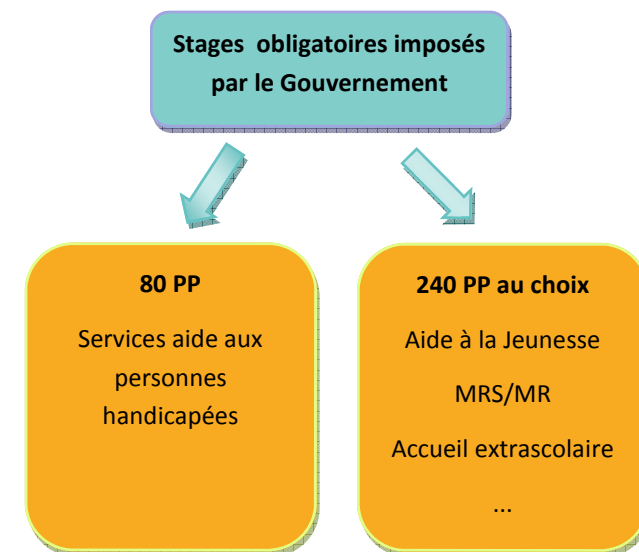 Stages obligatoires imposés
par le Gouvernement
80 PP
Services aide aux
personnes
handicapées
240 PP au choix
Aide à la Jeunesse
MRS/MR
Accueil extrascolaire
...